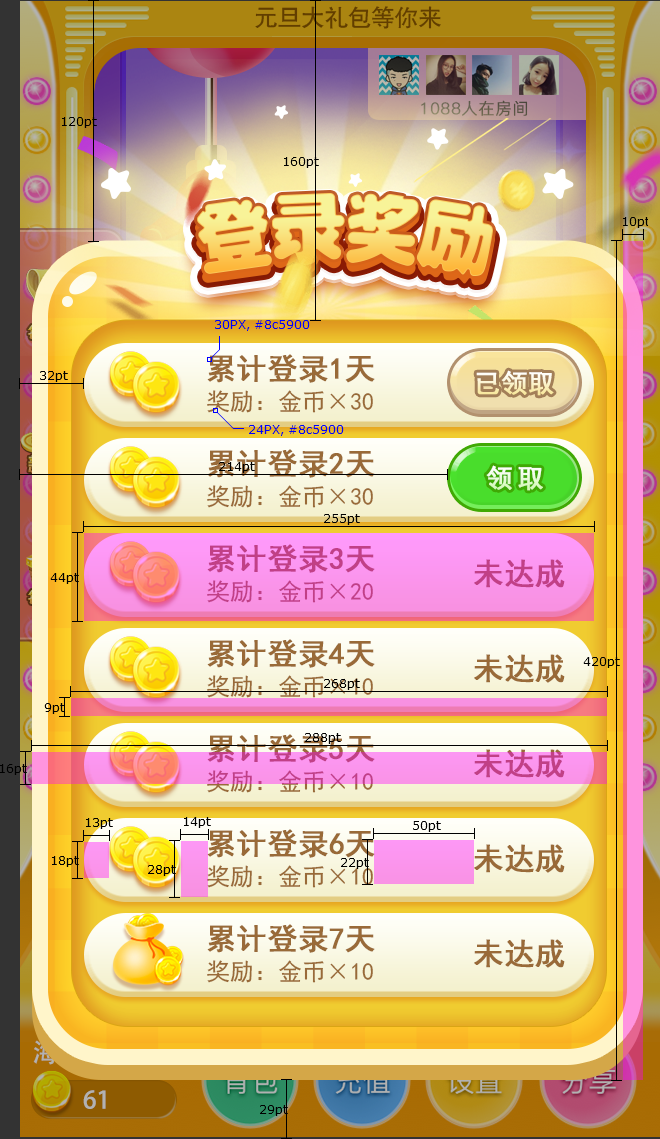 元旦大礼包等你来
1088人在房间
120pt
160pt
10pt
登录奖励
30PX, #8c5900
32pt
累计登录1天
奖励：金币×30
已领取
24PX, #8c5900
214pt
累计登录2天
奖励：金币×30
领取
255pt
44pt
累计登录3天
奖励：金币×20
未达成
累计登录4天
奖励：金币×10
未达成
420pt
268pt
9pt
288pt
16pt
累计登录5天
奖励：金币×10
未达成
13pt
14pt
50pt
18pt
28pt
22pt
累计登录6天
奖励：金币×10
未达成
累计登录7天
奖励：金币×10
未达成
61
背包
充值
设置
分享
29pt